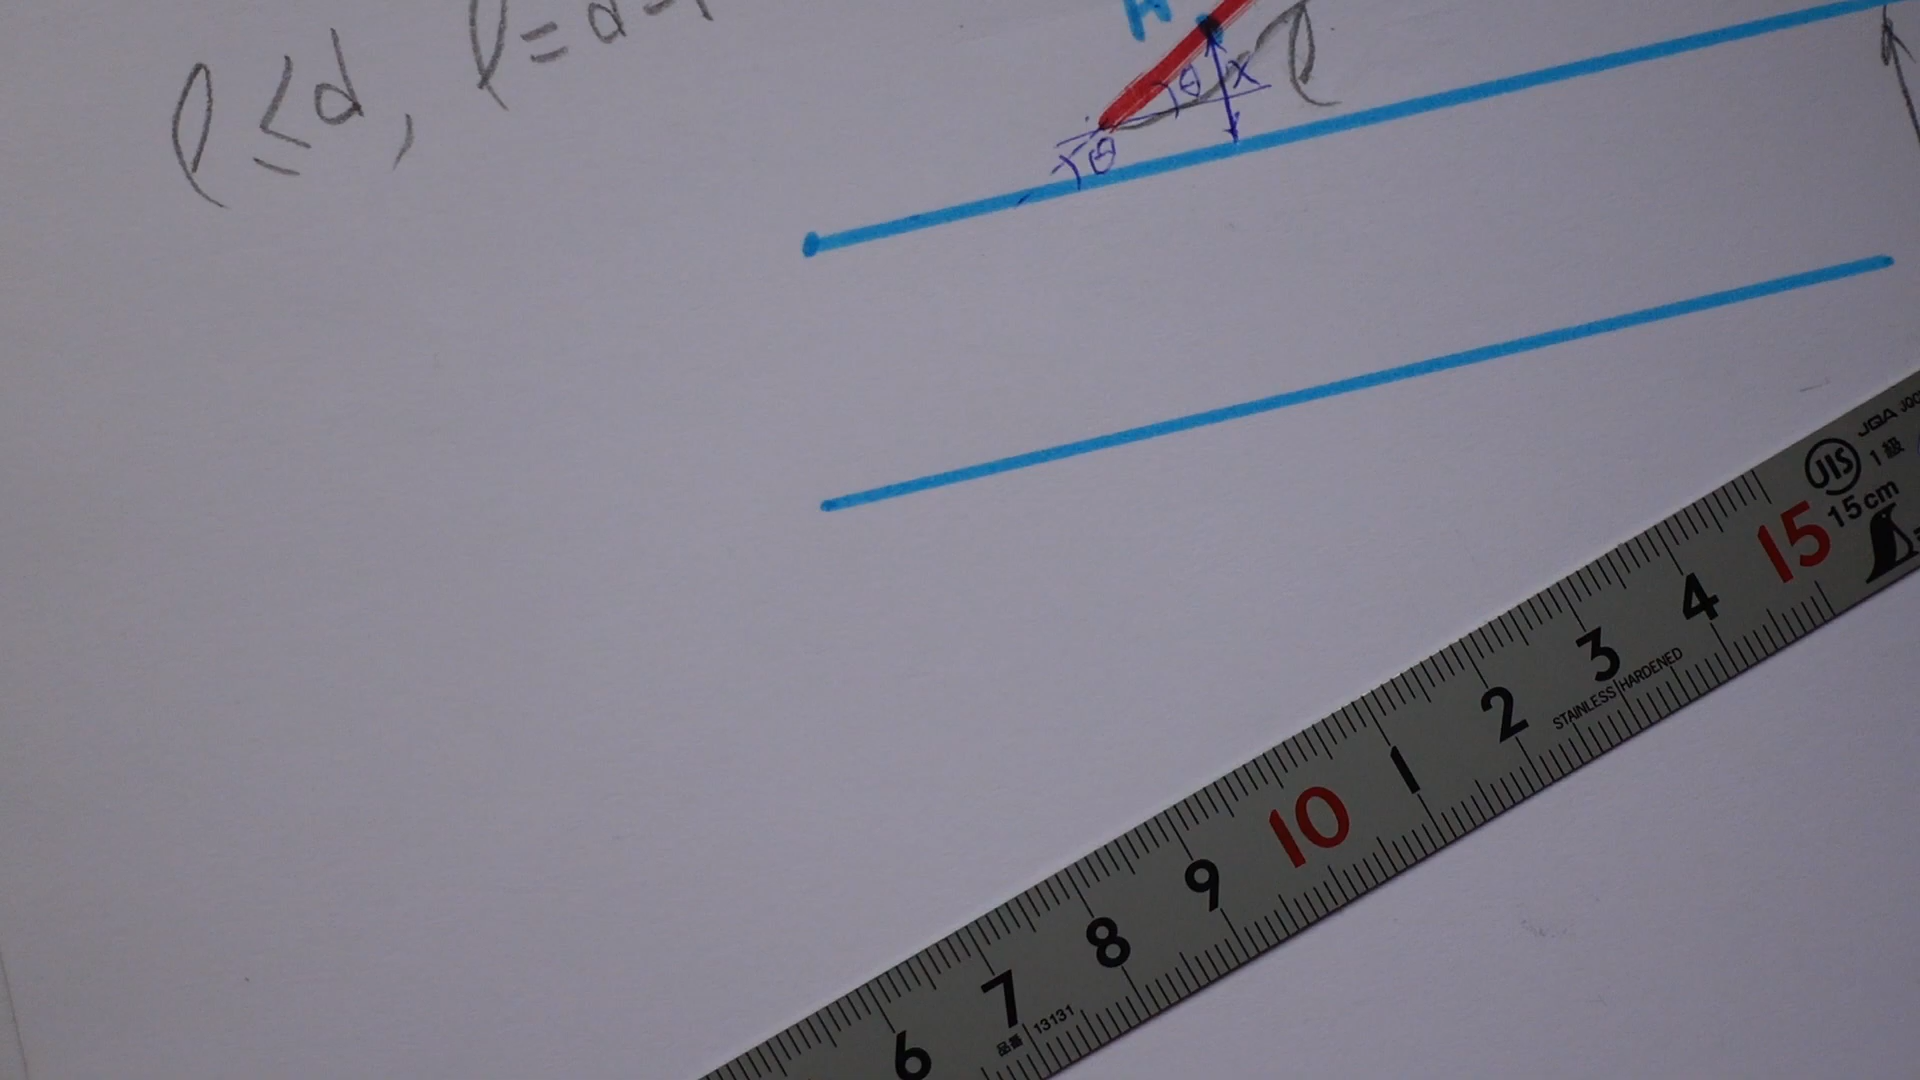 l ≤ d, l = d
A
θ x l
θ
JQA
JIS 1級
15cm
6 7 8 9 10 1 2 3 4 15
STAINLESS HARDENED
品番 13131